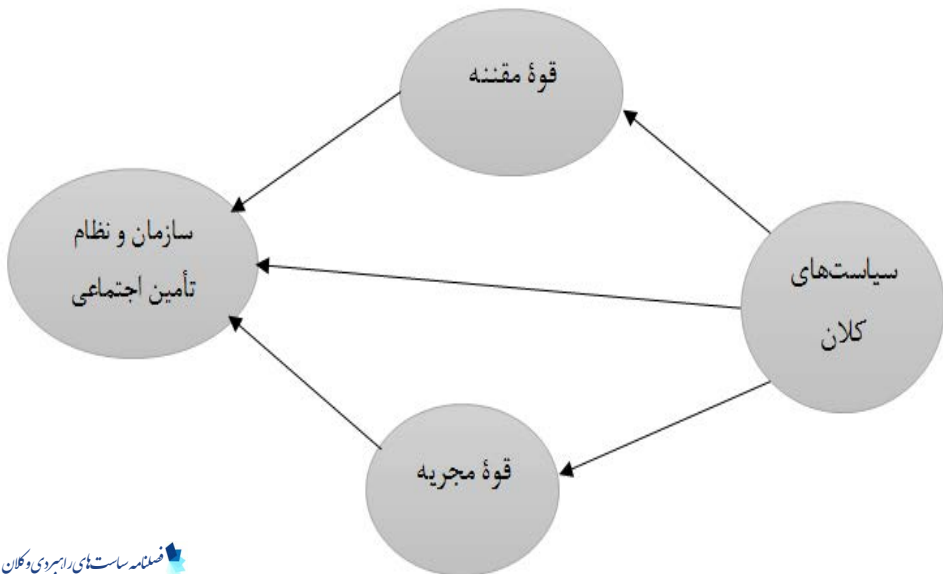 قوهٔ مقننه
سیاست‌های
کلان
سازمان و نظام
تأمین اجتماعی
قوهٔ مجریه
فصلنامه سیاست‌های راهبردی و کلان